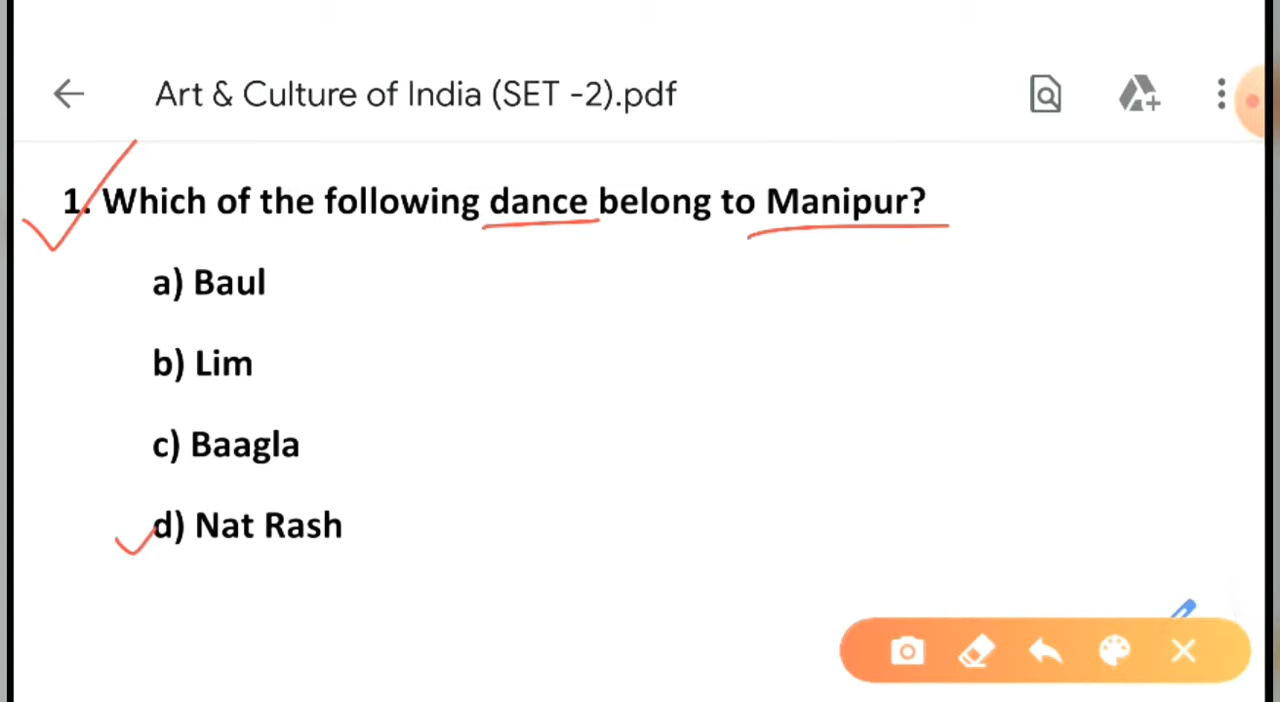 Art & Culture of India (SET -2).pdf
1. Which of the following dance belong to Manipur?
a) Baul
b) Lim
c) Baagla
d) Nat Rash